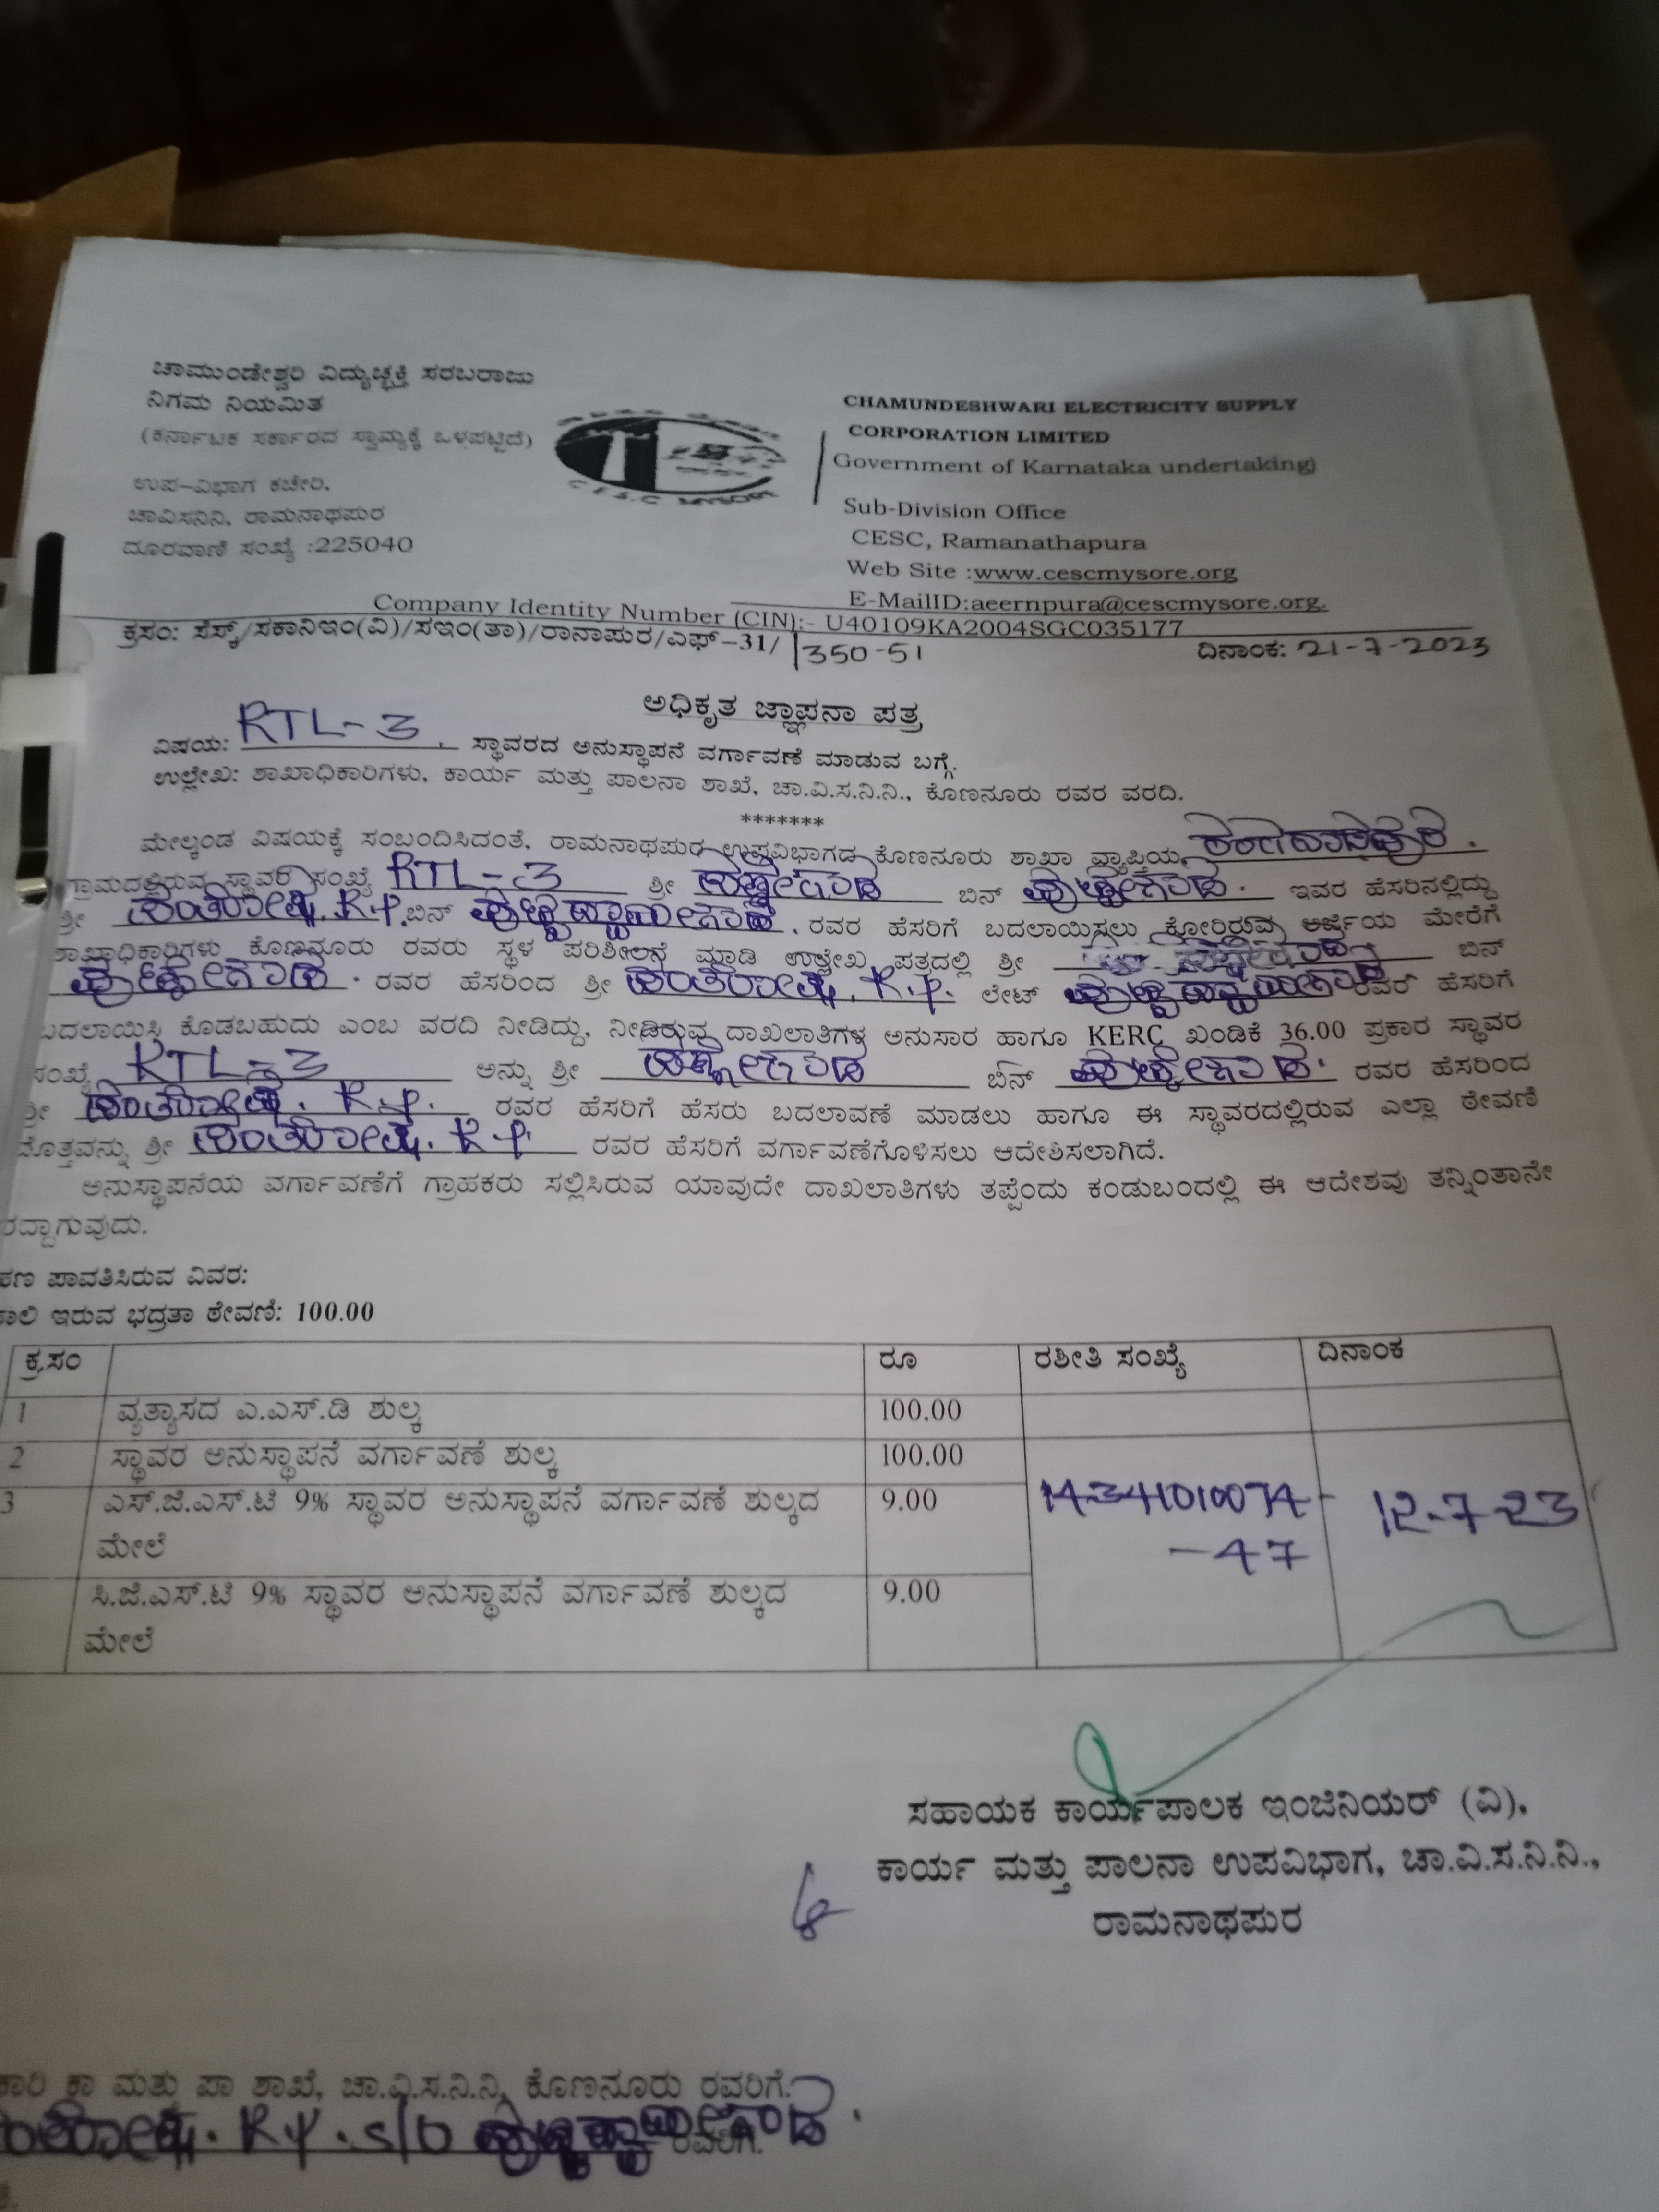 ಚಾಮುಂಡೇಶ್ವರಿ ವಿದ್ಯುಚ್ಛಕ್ತಿ ಸರಬರಾಜು
ನಿಗಮ ನಿಯಮಿತ
(ಕರ್ನಾಟಕ ಸರ್ಕಾರದ ಸ್ವಾಮ್ಯಕ್ಕೆ ಒಳಪಟ್ಟಿದೆ)
ಉಪ-ವಿಭಾಗ ಕಚೇರಿ,
ಚಾವಿಸನಿನಿ, ರಾಮನಾಥಪುರ
ದೂರವಾಣಿ ಸಂಖ್ಯೆ :225040
C E S C MYSORE
CHAMUNDESHWARI ELECTRICITY SUPPLY
CORPORATION LIMITED
Government of Karnataka undertaking)
Sub-Division Office
CESC, Ramanathapura
Web Site :www.cescmysore.org
E-MailID:aeernpura@cescmysore.org.
Company Identity Number (CIN):- U40109KA2004SGC035177
ಕ್ರಸಂ: ಸೆಸ್ಕ್/ಸಕಾನಿಇಂ(ವಿ)/ಸಇಂ(ತಾ)/ರಾನಾಪುರ/ಎಫ್-31/ 1350-51 ದಿನಾಂಕ: 21-7-2023
ಅಧಿಕೃತ ಜ್ಞಾಪನಾ ಪತ್ರ
ವಿಷಯ: RTL-3, ಸ್ಥಾವರದ ಅನುಸ್ಥಾಪನೆ ವರ್ಗಾವಣೆ ಮಾಡುವ ಬಗ್ಗೆ.
ಉಲ್ಲೇಖ: ಶಾಖಾಧಿಕಾರಿಗಳು, ಕಾರ್ಯ ಮತ್ತು ಪಾಲನಾ ಶಾಖೆ, ಚಾ.ವಿ.ಸ.ನಿ.ನಿ., ಕೊಣನೂರು ರವರ ವರದಿ.
*******
ಮೇಲ್ಕಂಡ ವಿಷಯಕ್ಕೆ ಸಂಬಂದಿಸಿದಂತೆ, ರಾಮನಾಥಪುರ ಉಪವಿಭಾಗದ ಕೊಣನೂರು ಶಾಖಾ ವ್ಯಾಪ್ತಿಯ
ಗ್ರಾಮದಲ್ಲಿರುವ ಸ್ಥಾವರ ಸಂಖ್ಯೆ RTL-3 ಶ್ರೀ ಬಿನ್ ಇವರ ಹೆಸರಿನಲ್ಲಿದ್ದು
ಶ್ರೀ ಸಂತೋಷ್. K.P. ಬಿನ್ ರವರ ಹೆಸರಿಗೆ ಬದಲಾಯಿಸಲು ಕೋರಿರುವ ಅರ್ಜಿಯ ಮೇರೆಗೆ
ಶಾಖಾಧಿಕಾರಿಗಳು ಕೊಣನೂರು ರವರು ಸ್ಥಳ ಪರಿಶೀಲನೆ ಮಾಡಿ ಉಲ್ಲೇಖ ಪತ್ರದಲ್ಲಿ ಶ್ರೀ ಬಿನ್
ರವರ ಹೆಸರಿಂದ ಶ್ರೀ ಸಂತೋಷ್. K.P. ಲೇಟ್ ರವರ ಹೆಸರಿಗೆ
ಬದಲಾಯಿಸಿ ಕೊಡಬಹುದು ಎಂಬ ವರದಿ ನೀಡಿದ್ದು, ನೀಡಿರುವ ದಾಖಲಾತಿಗಳ ಅನುಸಾರ ಹಾಗೂ KERC ಖಂಡಿಕೆ 36.00 ಪ್ರಕಾರ ಸ್ಥಾವರ
ಸಂಖ್ಯೆ RTL-3 ಅನ್ನು ಶ್ರೀ ಬಿನ್ ರವರ ಹೆಸರಿಂದ
ಶ್ರೀ ಸಂತೋಷ್. K.P. ರವರ ಹೆಸರಿಗೆ ಹೆಸರು ಬದಲಾವಣೆ ಮಾಡಲು ಹಾಗೂ ಈ ಸ್ಥಾವರದಲ್ಲಿರುವ ಎಲ್ಲಾ ಠೇವಣಿ
ಮೊತ್ತವನ್ನು ಶ್ರೀ ಸಂತೋಷ್. K.P. ರವರ ಹೆಸರಿಗೆ ವರ್ಗಾವಣೆಗೊಳಿಸಲು ಆದೇಶಿಸಲಾಗಿದೆ.
ಅನುಸ್ಥಾಪನೆಯ ವರ್ಗಾವಣೆಗೆ ಗ್ರಾಹಕರು ಸಲ್ಲಿಸಿರುವ ಯಾವುದೇ ದಾಖಲಾತಿಗಳು ತಪ್ಪೆಂದು ಕಂಡುಬಂದಲ್ಲಿ ಈ ಆದೇಶವು ತನ್ನಿಂತಾನೇ
ರದ್ದಾಗುವುದು.
ಹಣ ಪಾವತಿಸಿರುವ ವಿವರ:
ಹಾಲಿ ಇರುವ ಭದ್ರತಾ ಠೇವಣಿ: 100.00
ಕ್ರ.ಸಂ ರೂ ರಶೀತಿ ಸಂಖ್ಯೆ ದಿನಾಂಕ
1 ವ್ಯತ್ಯಾಸದ ಎ.ಎಸ್.ಡಿ ಶುಲ್ಕ 100.00
2 ಸ್ಥಾವರ ಅನುಸ್ಥಾಪನೆ ವರ್ಗಾವಣೆ ಶುಲ್ಕ 100.00
3 ಎಸ್.ಜಿ.ಎಸ್.ಟಿ 9% ಸ್ಥಾವರ ಅನುಸ್ಥಾಪನೆ ವರ್ಗಾವಣೆ ಶುಲ್ಕದ 9.00 14341010074- 12-7-23
ಮೇಲೆ -47
ಸಿ.ಜಿ.ಎಸ್.ಟಿ 9% ಸ್ಥಾವರ ಅನುಸ್ಥಾಪನೆ ವರ್ಗಾವಣೆ ಶುಲ್ಕದ 9.00
ಮೇಲೆ
ಸಹಾಯಕ ಕಾರ್ಯಪಾಲಕ ಇಂಜಿನಿಯರ್ (ವಿ),
ಕಾರ್ಯ ಮತ್ತು ಪಾಲನಾ ಉಪವಿಭಾಗ, ಚಾ.ವಿ.ಸ.ನಿ.ನಿ.,
ರಾಮನಾಥಪುರ
ಕಾರಿ ಕಾ ಮತ್ತು ಪಾ ಶಾಖೆ, ಚಾ.ವಿ.ಸ.ನಿ.ನಿ, ಕೊಣನೂರು ರವರಿಗೆ.
K.P. s/o ರವರಿಗೆ.